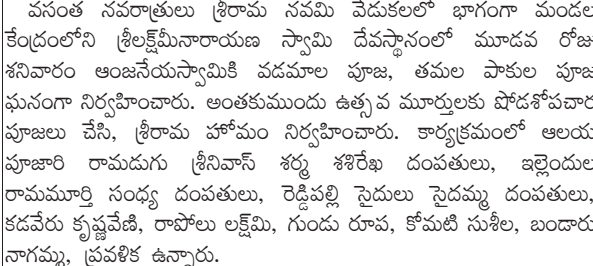 వసంత నవరాత్రులు శ్రీరామ నవమి వేడుకలలో భాగంగా మండల
కేంద్రంలోని శ్రీలక్ష్మీనారాయణ స్వామి దేవస్థానంలో మూడవ రోజు
శనివారం ఆంజనేయస్వామికి వడమాల పూజ, తమల పాకుల పూజ
ఘనంగా నిర్వహించారు. అంతకుముందు ఉత్సవ మూర్తులకు షోడశోపచార
పూజలు చేసి, శ్రీరామ హోమం నిర్వహించారు. కార్యక్రమంలో ఆలయ
పూజారి రామడుగు శ్రీనివాస్ శర్మ శశిరేఖ దంపతులు, ఇల్లెందుల
రామమూర్తి సంధ్య దంపతులు, రెడ్డిపల్లి సైదులు సైదమ్మ దంపతులు,
కడవేరు కృష్ణవేణి, రాపోలు లక్ష్మి, గుండు రూప, కోమటి సుశీల, బండారు
నాగమ్మ, ప్రవళిక ఉన్నారు.